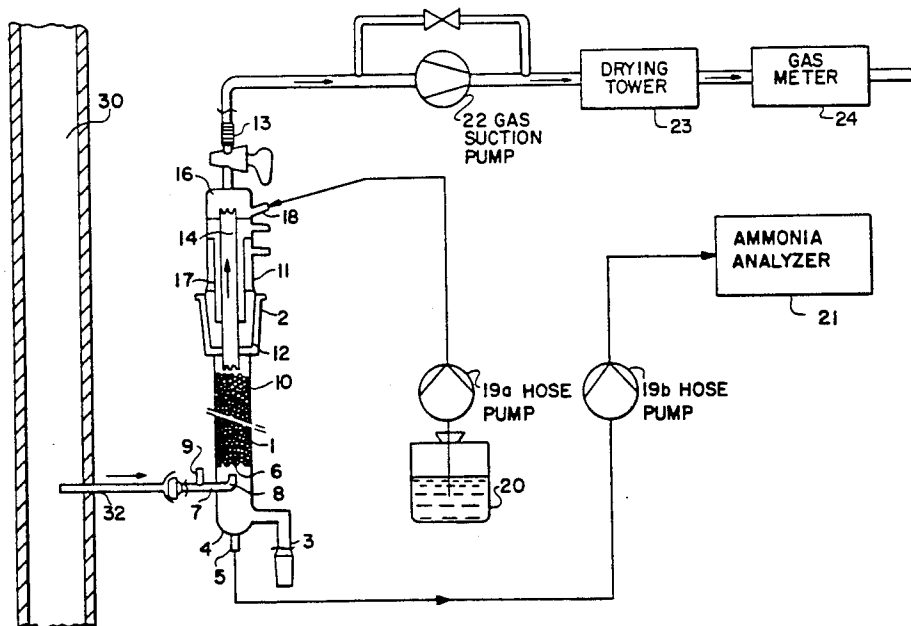 30
13
22 GAS
SUCTION
PUMP
DRYING
TOWER
23
GAS
METER
24
16
18
14
11
17
2
12
10
1
6
9
8
7
32
4
5
3
19a HOSE
PUMP
20
19b HOSE
PUMP
AMMONIA
ANALYZER
21